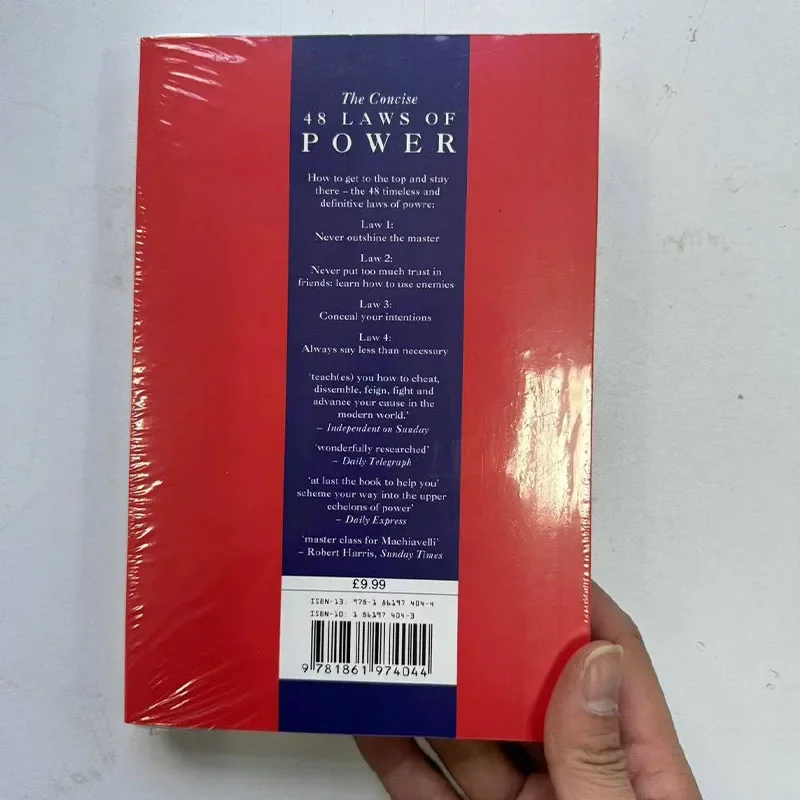 The Concise
48 LAWS OF
POWER
How to get to the top and stay
there – the 48 timeless and
definitive laws of powre:
Law 1:
Never outshine the master
Law 2:
Never put too much trust in
friends: learn how to use enemies
Law 3:
Conceal your intentions
Law 4:
Always say less than necessary
'teach(es) you how to cheat,
dissemble, feign, fight and
advance your cause in the
modern world.'
– Independent on Sunday
'wonderfully researched'
– Daily Telegraph
'at last the book to help you'
scheme your way into the upper
echelons of power'
– Daily Express
'master class for Machiavelli'
– Robert Harris, Sunday Times
£9.99
ISBN-13: 978-1 86197 404-4
ISBN-10: 1 86197 404-3
9 781861 974044